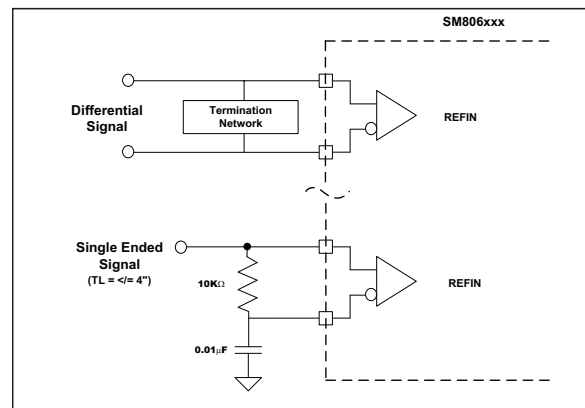 SM806xxx
Differential
Signal
Termination
Network
REFIN
Single Ended
Signal
(TL = </= 4")
10KΩ
REFIN
0.01µF